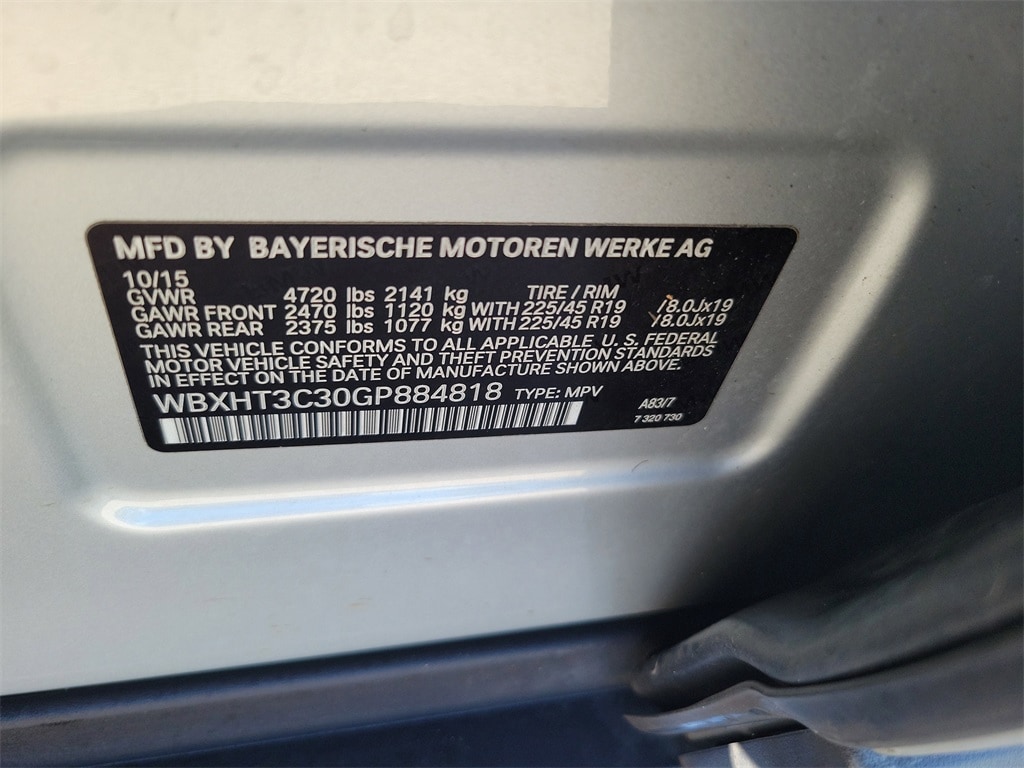 MFD BY BAYERISCHE MOTOREN WERKE AG
10/15
GVWR 4720 lbs 2141 kg TIRE / RIM
GAWR FRONT 2470 lbs 1120 kg WITH 225/45 R19 /8.0Jx19
GAWR REAR 2375 lbs 1077 kg WITH 225/45 R19 /8.0Jx19
THIS VEHICLE CONFORMS TO ALL APPLICABLE U. S. FEDERAL
MOTOR VEHICLE SAFETY AND THEFT PREVENTION STANDARDS
IN EFFECT ON THE DATE OF MANUFACTURE SHOWN ABOVE.
WBXHT3C30GP884818 TYPE: MPV
A83/7
7 320 730